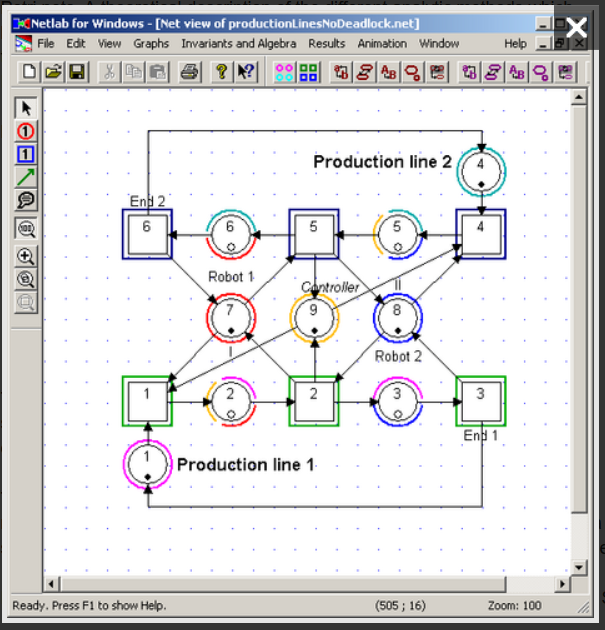 Netlab for Windows - [Net view of productionLinesNoDeadlock.net]
File Edit View Graphs Invariants and Algebra Results Animation Window Help
1
1
100
Production line 2
4
End 2
6
6
5
5
4
Robot 1
Controller
II
7
9
8
I
Robot 2
1
2
2
3
3
End 1
1
Production line 1
Ready. Press F1 to show Help. (505 ; 16) Zoom: 100